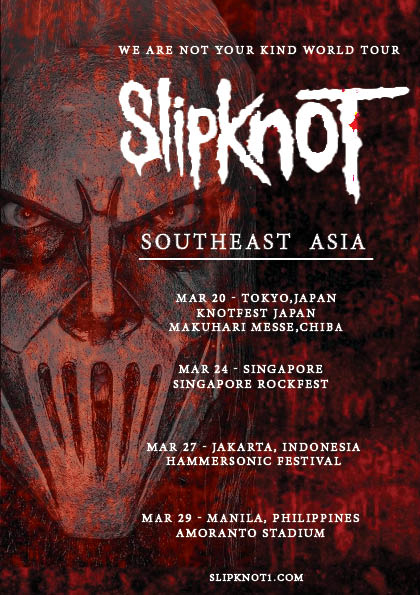 WE ARE NOT YOUR KIND WORLD TOUR
SLIPKNOT
SOUTHEAST ASIA
MAR 20 - TOKYO,JAPAN
KNOTFEST JAPAN
MAKUHARI MESSE,CHIBA
MAR 24 - SINGAPORE
SINGAPORE ROCKFEST
MAR 27 - JAKARTA, INDONESIA
HAMMERSONIC FESTIVAL
MAR 29 - MANILA, PHILIPPINES
AMORANTO STADIUM
SLIPKNOT1.COM